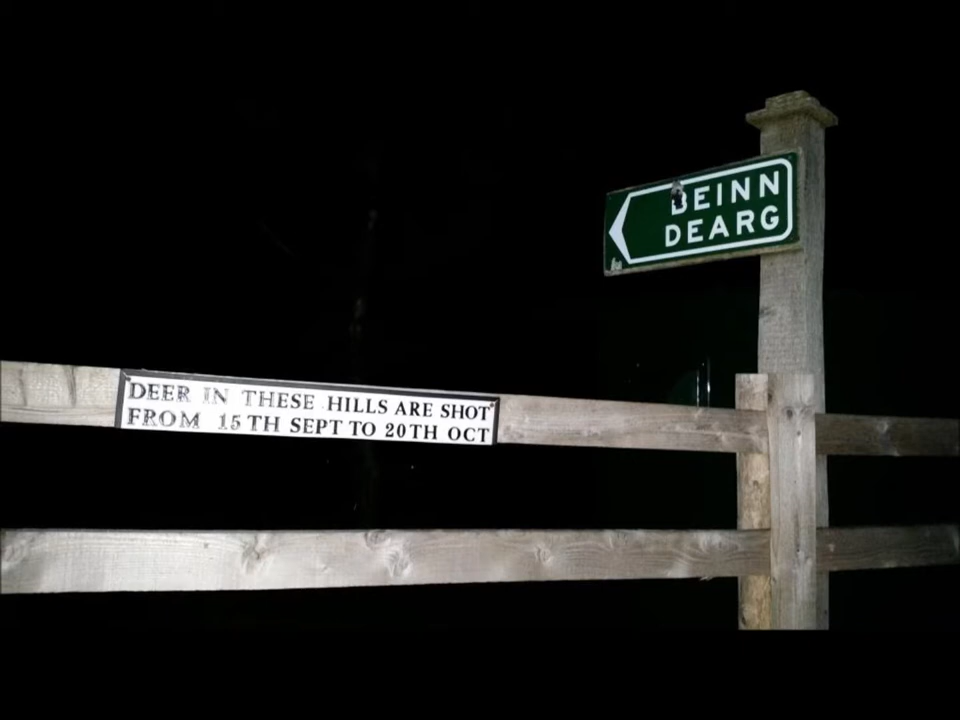 BEINN
DEARG
DEER IN THESE HILLS ARE SHOT
FROM 15TH SEPT TO 20TH OCT